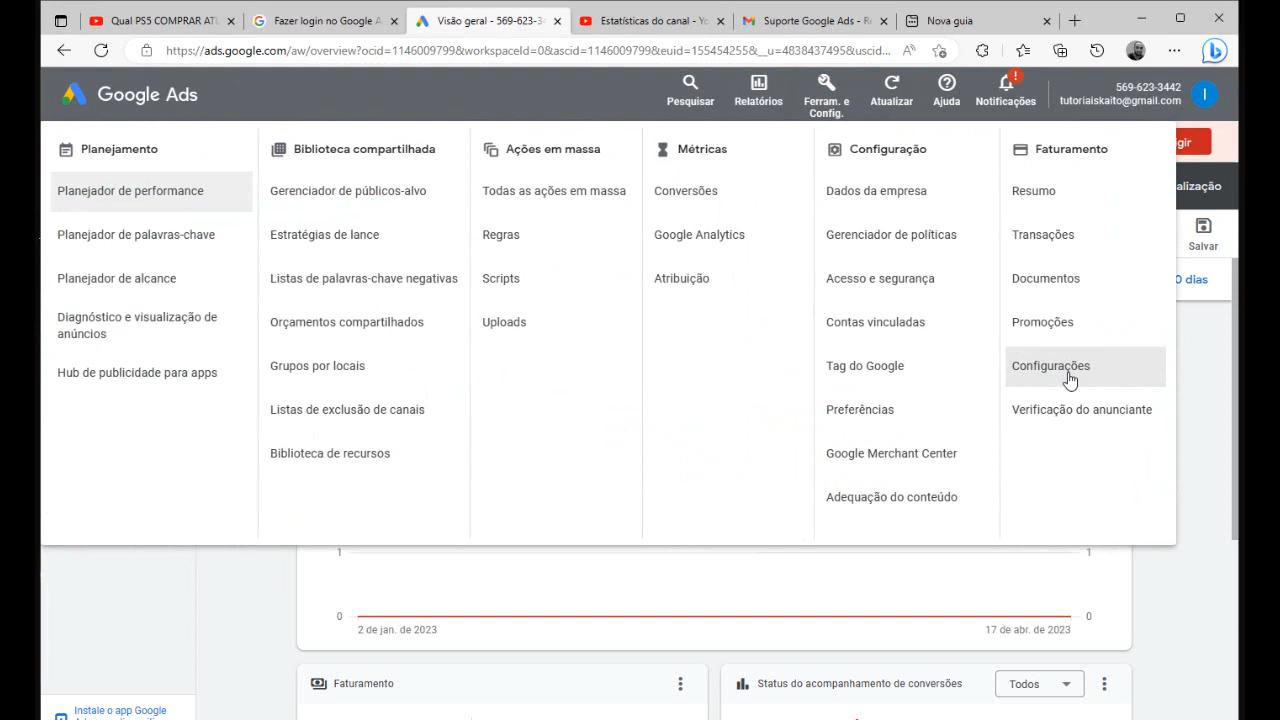 Qual PS5 COMPRAR AT
Fazer login no Google A
Visão geral - 569-623-3
Estatísticas do canal - Yo
Suporte Google Ads - R
Nova guia
https://ads.google.com/aw/overview?ocid=1146009799&workspaceId=0&ascid=1146009799&euid=155454255&__u=4838437495&uscid...
Google Ads
Pesquisar
Relatórios
Ferram. e
Config.
Atualizar
Ajuda
Notificações
569-623-3442
tutoriaiskaito@gmail.com
I
Planejamento
Planejador de performance
Planejador de palavras-chave
Planejador de alcance
Diagnóstico e visualização de
anúncios
Hub de publicidade para apps
Biblioteca compartilhada
Gerenciador de públicos-alvo
Estratégias de lance
Listas de palavras-chave negativas
Orçamentos compartilhados
Grupos por locais
Listas de exclusão de canais
Biblioteca de recursos
Ações em massa
Todas as ações em massa
Regras
Scripts
Uploads
Métricas
Conversões
Google Analytics
Atribuição
Configuração
Dados da empresa
Gerenciador de políticas
Acesso e segurança
Contas vinculadas
Tag do Google
Preferências
Google Merchant Center
Adequação do conteúdo
Faturamento
Resumo
Transações
Documentos
Promoções
Configurações
Verificação do anunciante
gir
alização
Salvar
0 dias
1
1
0
0
2 de jan. de 2023
17 de abr. de 2023
Faturamento
Status do acompanhamento de conversões
Todos
Instale o app Google